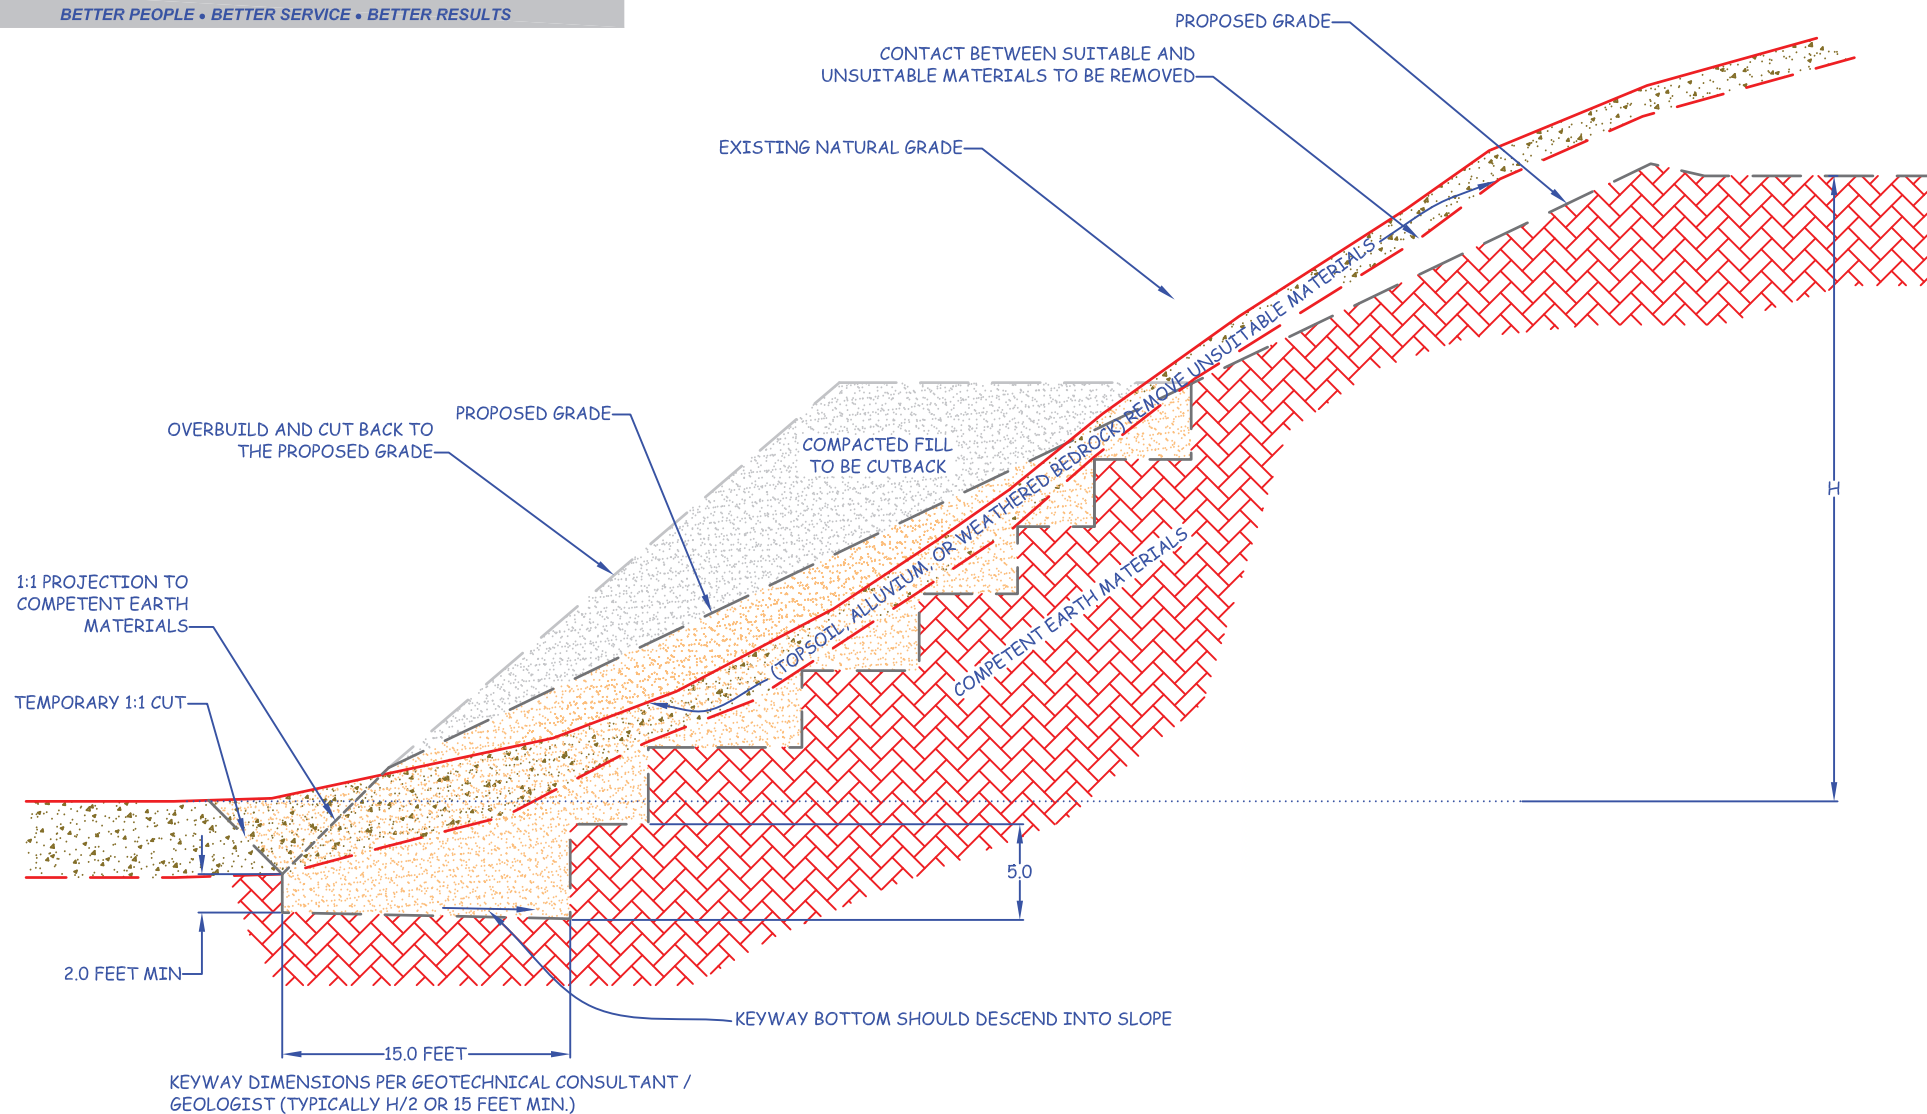 BETTER PEOPLE • BETTER SERVICE • BETTER RESULTS
PROPOSED GRADE
CONTACT BETWEEN SUITABLE AND
UNSUITABLE MATERIALS TO BE REMOVED
EXISTING NATURAL GRADE
PROPOSED GRADE
OVERBUILD AND CUT BACK TO
THE PROPOSED GRADE
COMPACTED FILL
TO BE CUTBACK
(TOPSOIL, ALLUVIUM, OR WEATHERED BEDROCK) REMOVE UNSUITABLE MATERIALS
H
COMPETENT EARTH MATERIALS
1:1 PROJECTION TO
COMPETENT EARTH
MATERIALS
TEMPORARY 1:1 CUT
5.0
2.0 FEET MIN
KEYWAY BOTTOM SHOULD DESCEND INTO SLOPE
15.0 FEET
KEYWAY DIMENSIONS PER GEOTECHNICAL CONSULTANT /
GEOLOGIST (TYPICALLY H/2 OR 15 FEET MIN.)